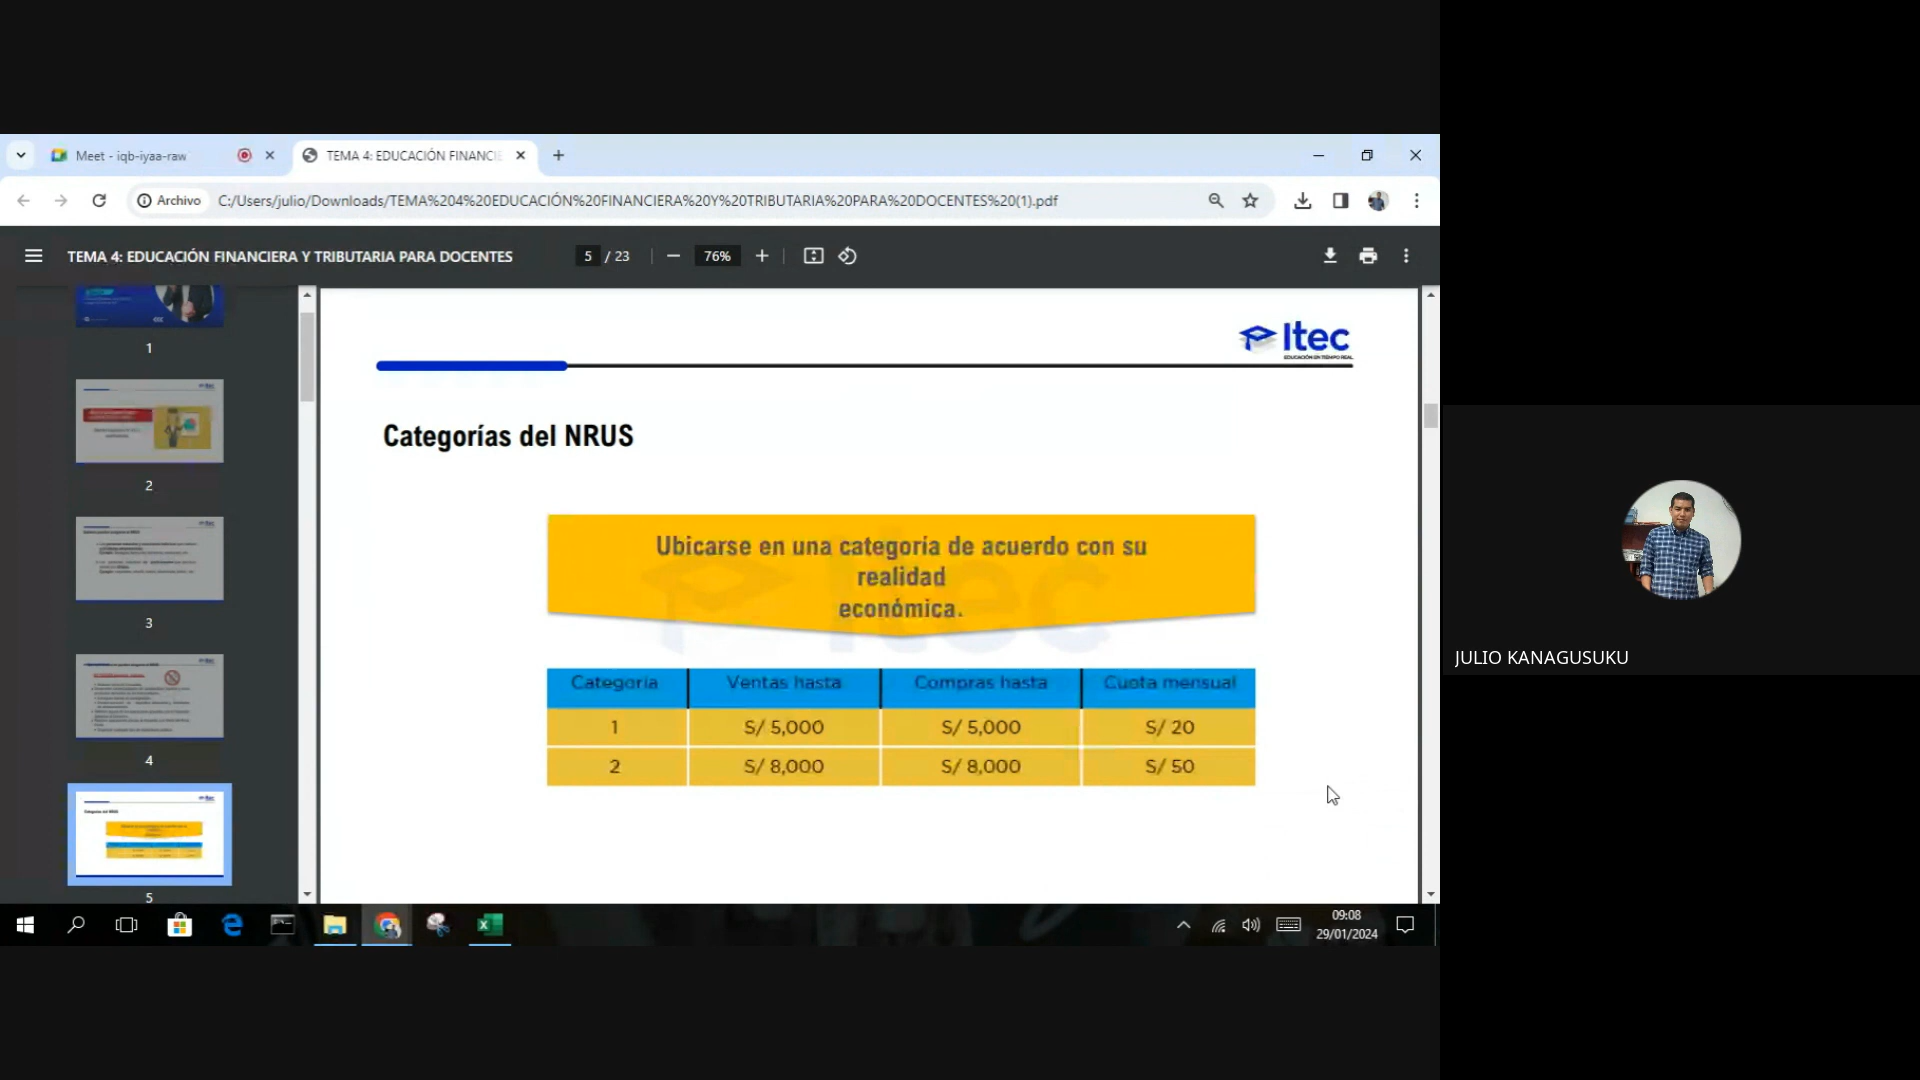 Meet - iqb-iyaa-raw
TEMA 4: EDUCACIÓN FINANCIE
Archivo
C:/Users/julio/Downloads/TEMA%204%20EDUCACIÓN%20FINANCIERA%20Y%20TRIBUTARIA%20PARA%20DOCENTES%20(1).pdf
TEMA 4: EDUCACIÓN FINANCIERA Y TRIBUTARIA PARA DOCENTES
5 / 23
76%
1
2
3
4
5
Itec
EDUCACIÓN EN TIEMPO REAL
Categorías del NRUS
Ubicarse en una categoría de acuerdo con su
realidad
económica.
Categoría Ventas hasta Compras hasta Cuota mensual
1 S/ 5,000 S/ 5,000 S/ 20
2 S/ 8,000 S/ 8,000 S/ 50
JULIO KANAGUSUKU
09:08
29/01/2024